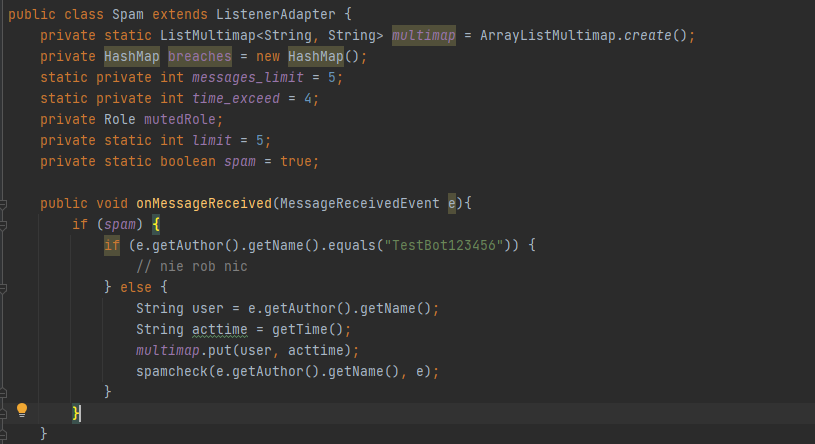 public class Spam extends ListenerAdapter {
    private static ListMultimap<String, String> multimap = ArrayListMultimap.create();
    private HashMap breaches = new HashMap();
    static private int messages_limit = 5;
    static private int time_exceed = 4;
    private Role mutedRole;
    private static int limit = 5;
    private static boolean spam = true;

    public void onMessageReceived(MessageReceivedEvent e){
        if (spam) {
            if (e.getAuthor().getName().equals("TestBot123456")) {
                // nie rob nic
            } else {
                String user = e.getAuthor().getName();
                String acttime = getTime();
                multimap.put(user, acttime);
                spamcheck(e.getAuthor().getName(), e);
            }
        }
    }